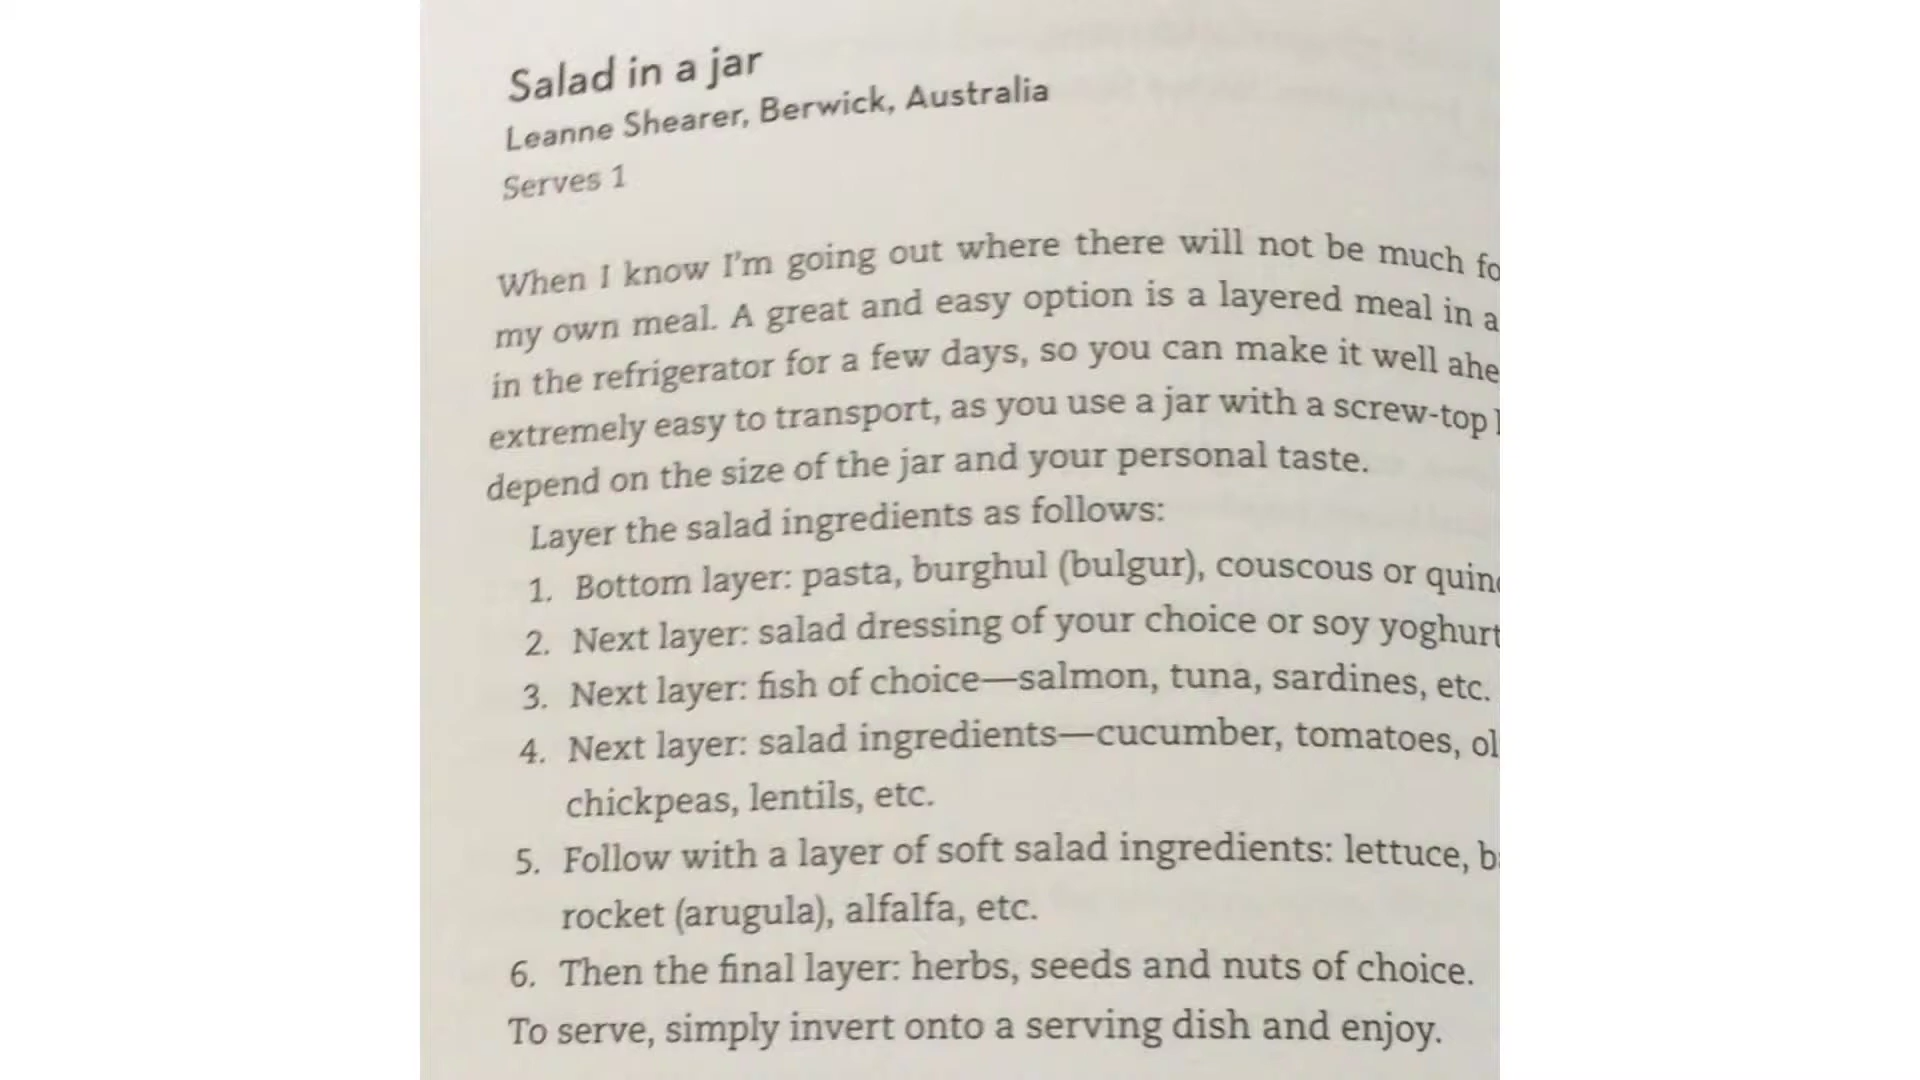 Salad in a jar
Leanne Shearer, Berwick, Australia
Serves 1
When I know I'm going out where there will not be much
my own meal. A great and easy option is a layered meal in a
in the refrigerator for a few days, so you can make it well
extremely easy to transport, as you use a jar with a screw-top
depend on the size of the jar and your personal taste.
Layer the salad ingredients as follows:
1. Bottom layer: pasta, burghul (bulgur), couscous or
2. Next layer: salad dressing of your choice or soy yoghurt
3. Next layer: fish of choice—salmon, tuna, sardines, etc.
4. Next layer: salad ingredients—cucumber, tomatoes,
chickpeas, lentils, etc.
5. Follow with a layer of soft salad ingredients: lettuce,
rocket (arugula), alfalfa, etc.
6. Then the final layer: herbs, seeds and nuts of choice.
To serve, simply invert onto a serving dish and enjoy.